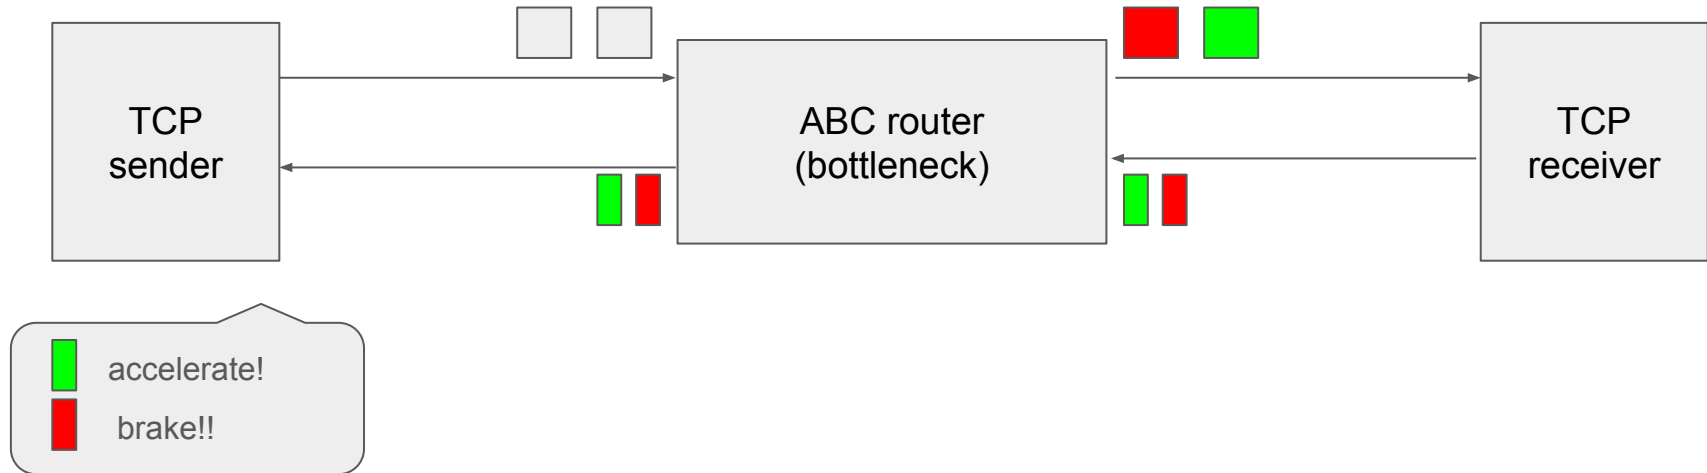 TCP
sender
ABC router
(bottleneck)
TCP
receiver
accelerate!
brake!!